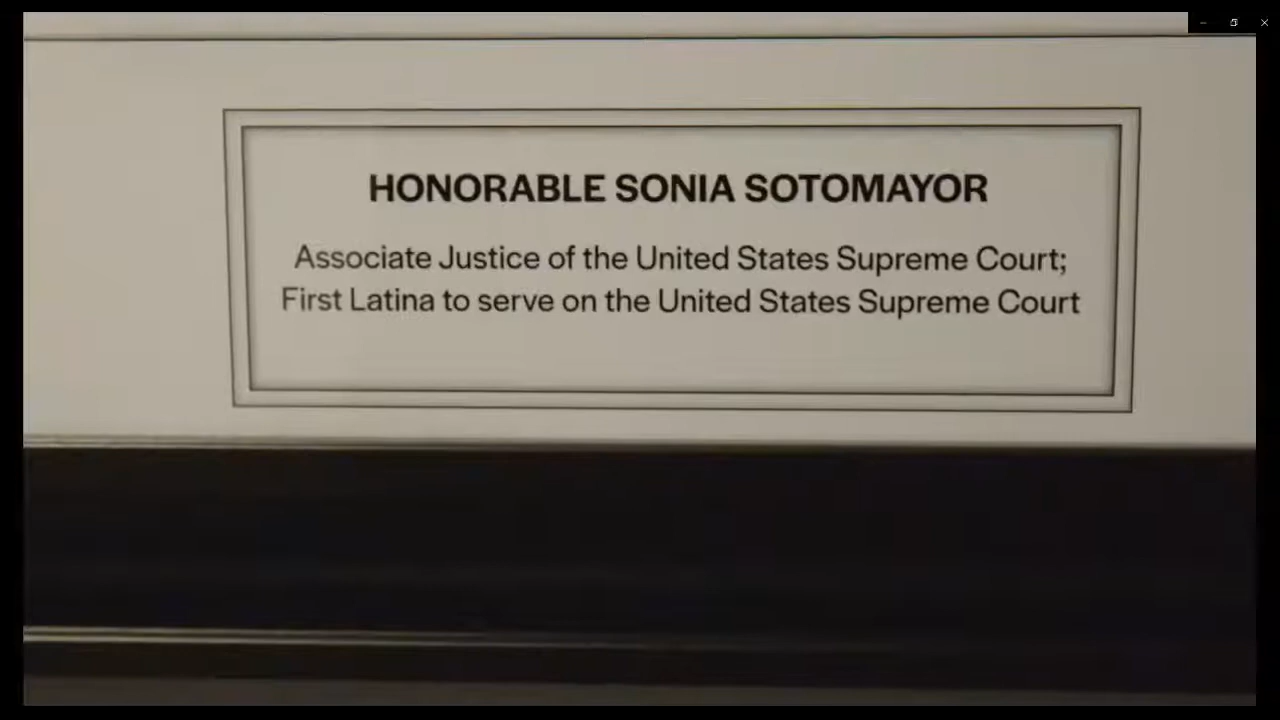 HONORABLE SONIA SOTOMAYOR
Associate Justice of the United States Supreme Court;
First Latina to serve on the United States Supreme Court